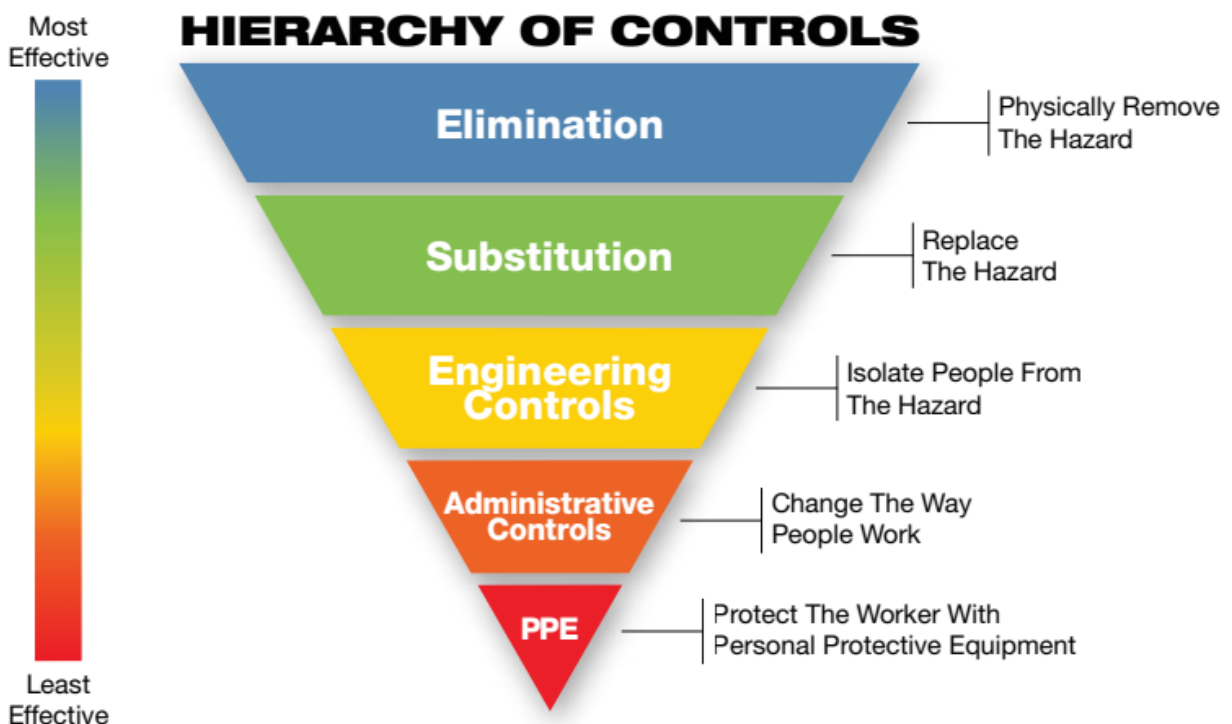 Most
Effective
HIERARCHY OF CONTROLS
Elimination
Physically Remove
The Hazard
Substitution
Replace
The Hazard
Engineering
Controls
Isolate People From
The Hazard
Administrative
Controls
Change The Way
People Work
PPE
Protect The Worker With
Personal Protective Equipment
Least
Effective